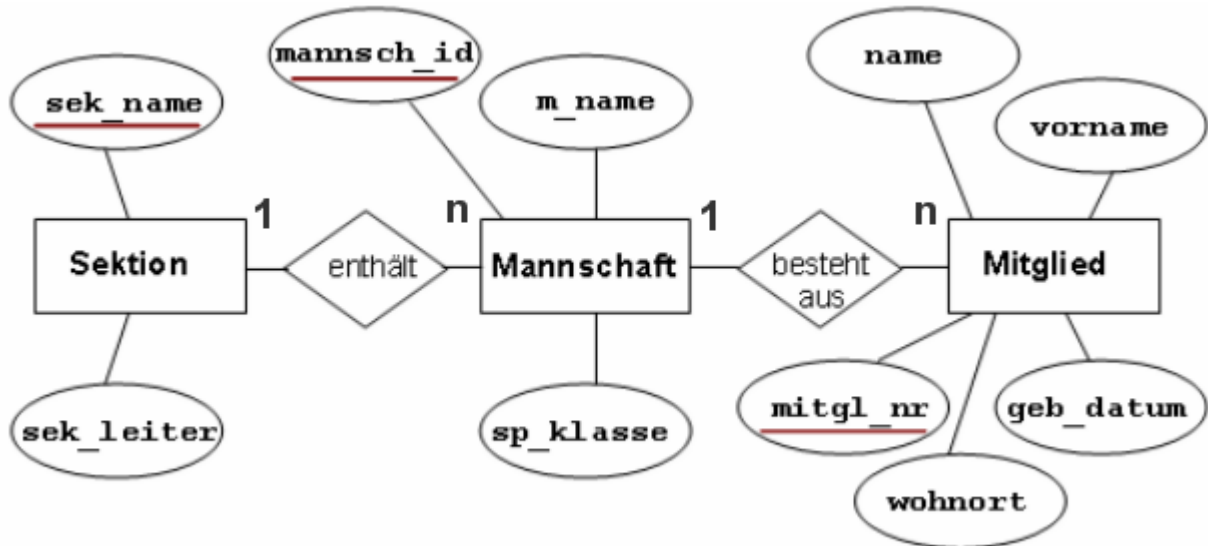 mannsch_id
name
sek_name
m_name
vorname
1
n
1
n
Sektion
enthält
Mannschaft
besteht
aus
Mitglied
sek_leiter
sp_klasse
mitgl_nr
geb_datum
wohnort